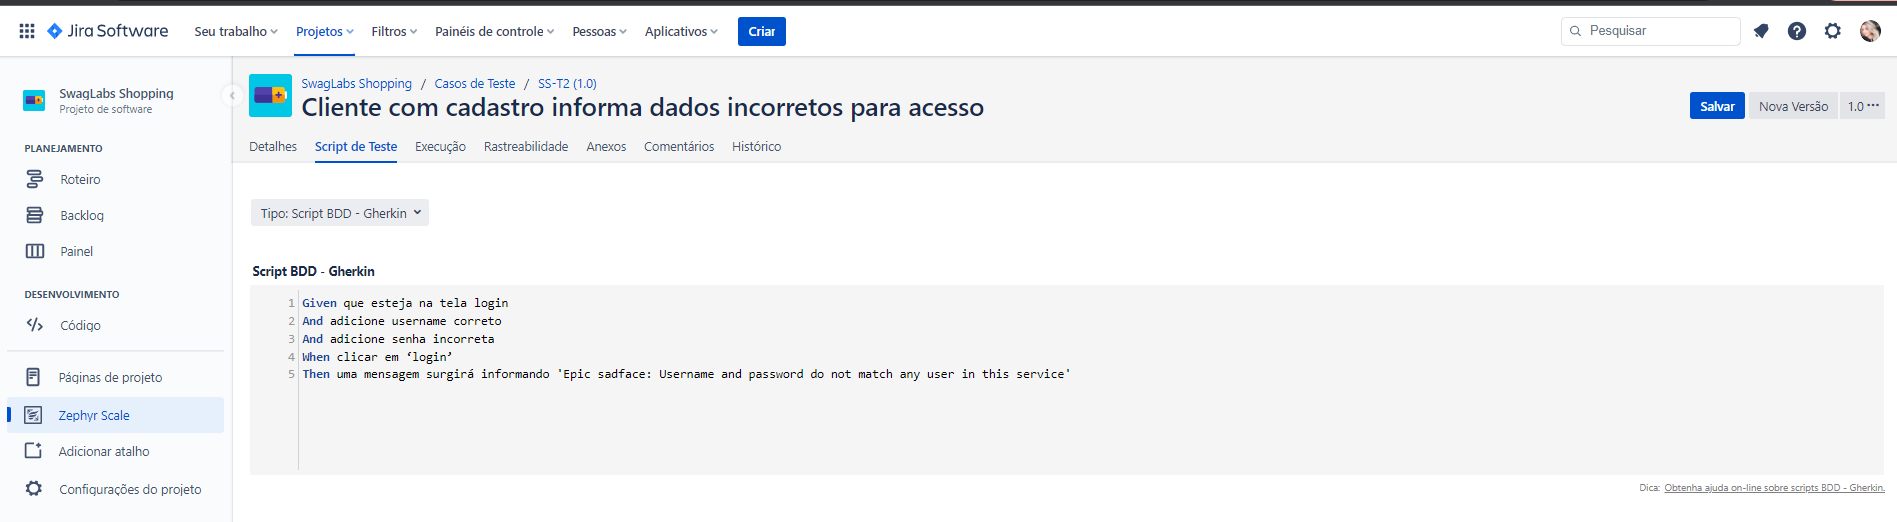 Jira Software
Seu trabalho
Projetos
Filtros
Painéis de controle
Pessoas
Aplicativos
Criar
Pesquisar
SwagLabs Shopping
Projeto de software
PLANEJAMENTO
Roteiro
Backlog
Painel
DESENVOLVIMENTO
Código
Páginas de projeto
Zephyr Scale
Adicionar atalho
Configurações do projeto
SwagLabs Shopping / Casos de Teste / SS-T2 (1.0)
Cliente com cadastro informa dados incorretos para acesso
Salvar
Nova Versão
1.0 ···
Detalhes
Script de Teste
Execução
Rastreabilidade
Anexos
Comentários
Histórico
Tipo: Script BDD - Gherkin
Script BDD - Gherkin
1 Given que esteja na tela login
2 And adicione username correto
3 And adicione senha incorreta
4 When clicar em ‘login’
5 Then uma mensagem surgirá informando 'Epic sadface: Username and password do not match any user in this service'
Dica: Obtenha ajuda on-line sobre scripts BDD - Gherkin.